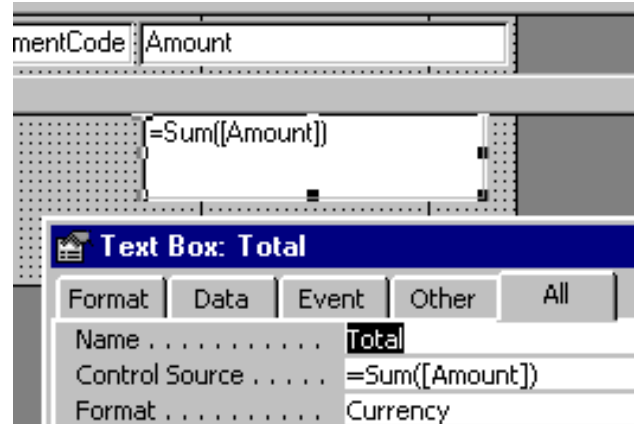 mentCode Amount
=Sum([Amount])
Text Box: Total
Format Data Event Other All
Name . . . . . . . . . . . Total
Control Source . . . . . =Sum([Amount])
Format . . . . . . . . . . Currency